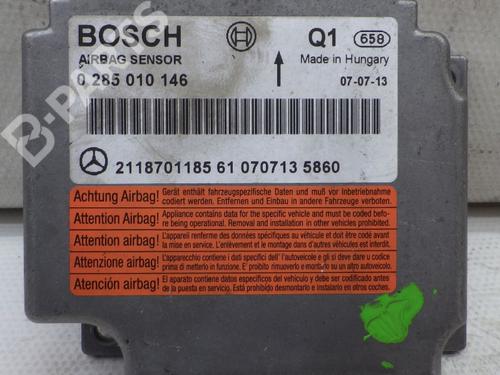 BOSCH
Q1 658
AIRBAG SENSOR
Made in Hungary
0 285 010 146
07-07-13
2118701185 61 070713 5860
Achtung Airbag! Gerät enthält fahrzeugspezifische Daten und muß vor Inbetriebnahme
codiert werden. Entfernen und Einbau in andere Fahrzeuge verboten.
Attention Airbag! Appliance contains data for the specific vehicle and must be coded befo-
re being operational. Removal and installation in other vehicles prohibited.
Attention airbag! L'appareil renferme des données spécifiques au véhicule et doit être codé avant
la mise en service. L'enlèvement et le montage dans d'autres véhicules est interdit.
Attenzione airbag! L'apparecchio contiene i dati specifici dell' l'autoveicolo e gli si deve dare u codice
prima di metterlo in funzione. E' proibito rimuoverlo e montarlo in su altro autoveicolo.
Atención airbag! El aparato contiene datos específicos del vehículo y debe ser codificado antes
de la puesta en servicio. Está prohibido desmontarlo e instalarlo en otros coches.
B-PARTS